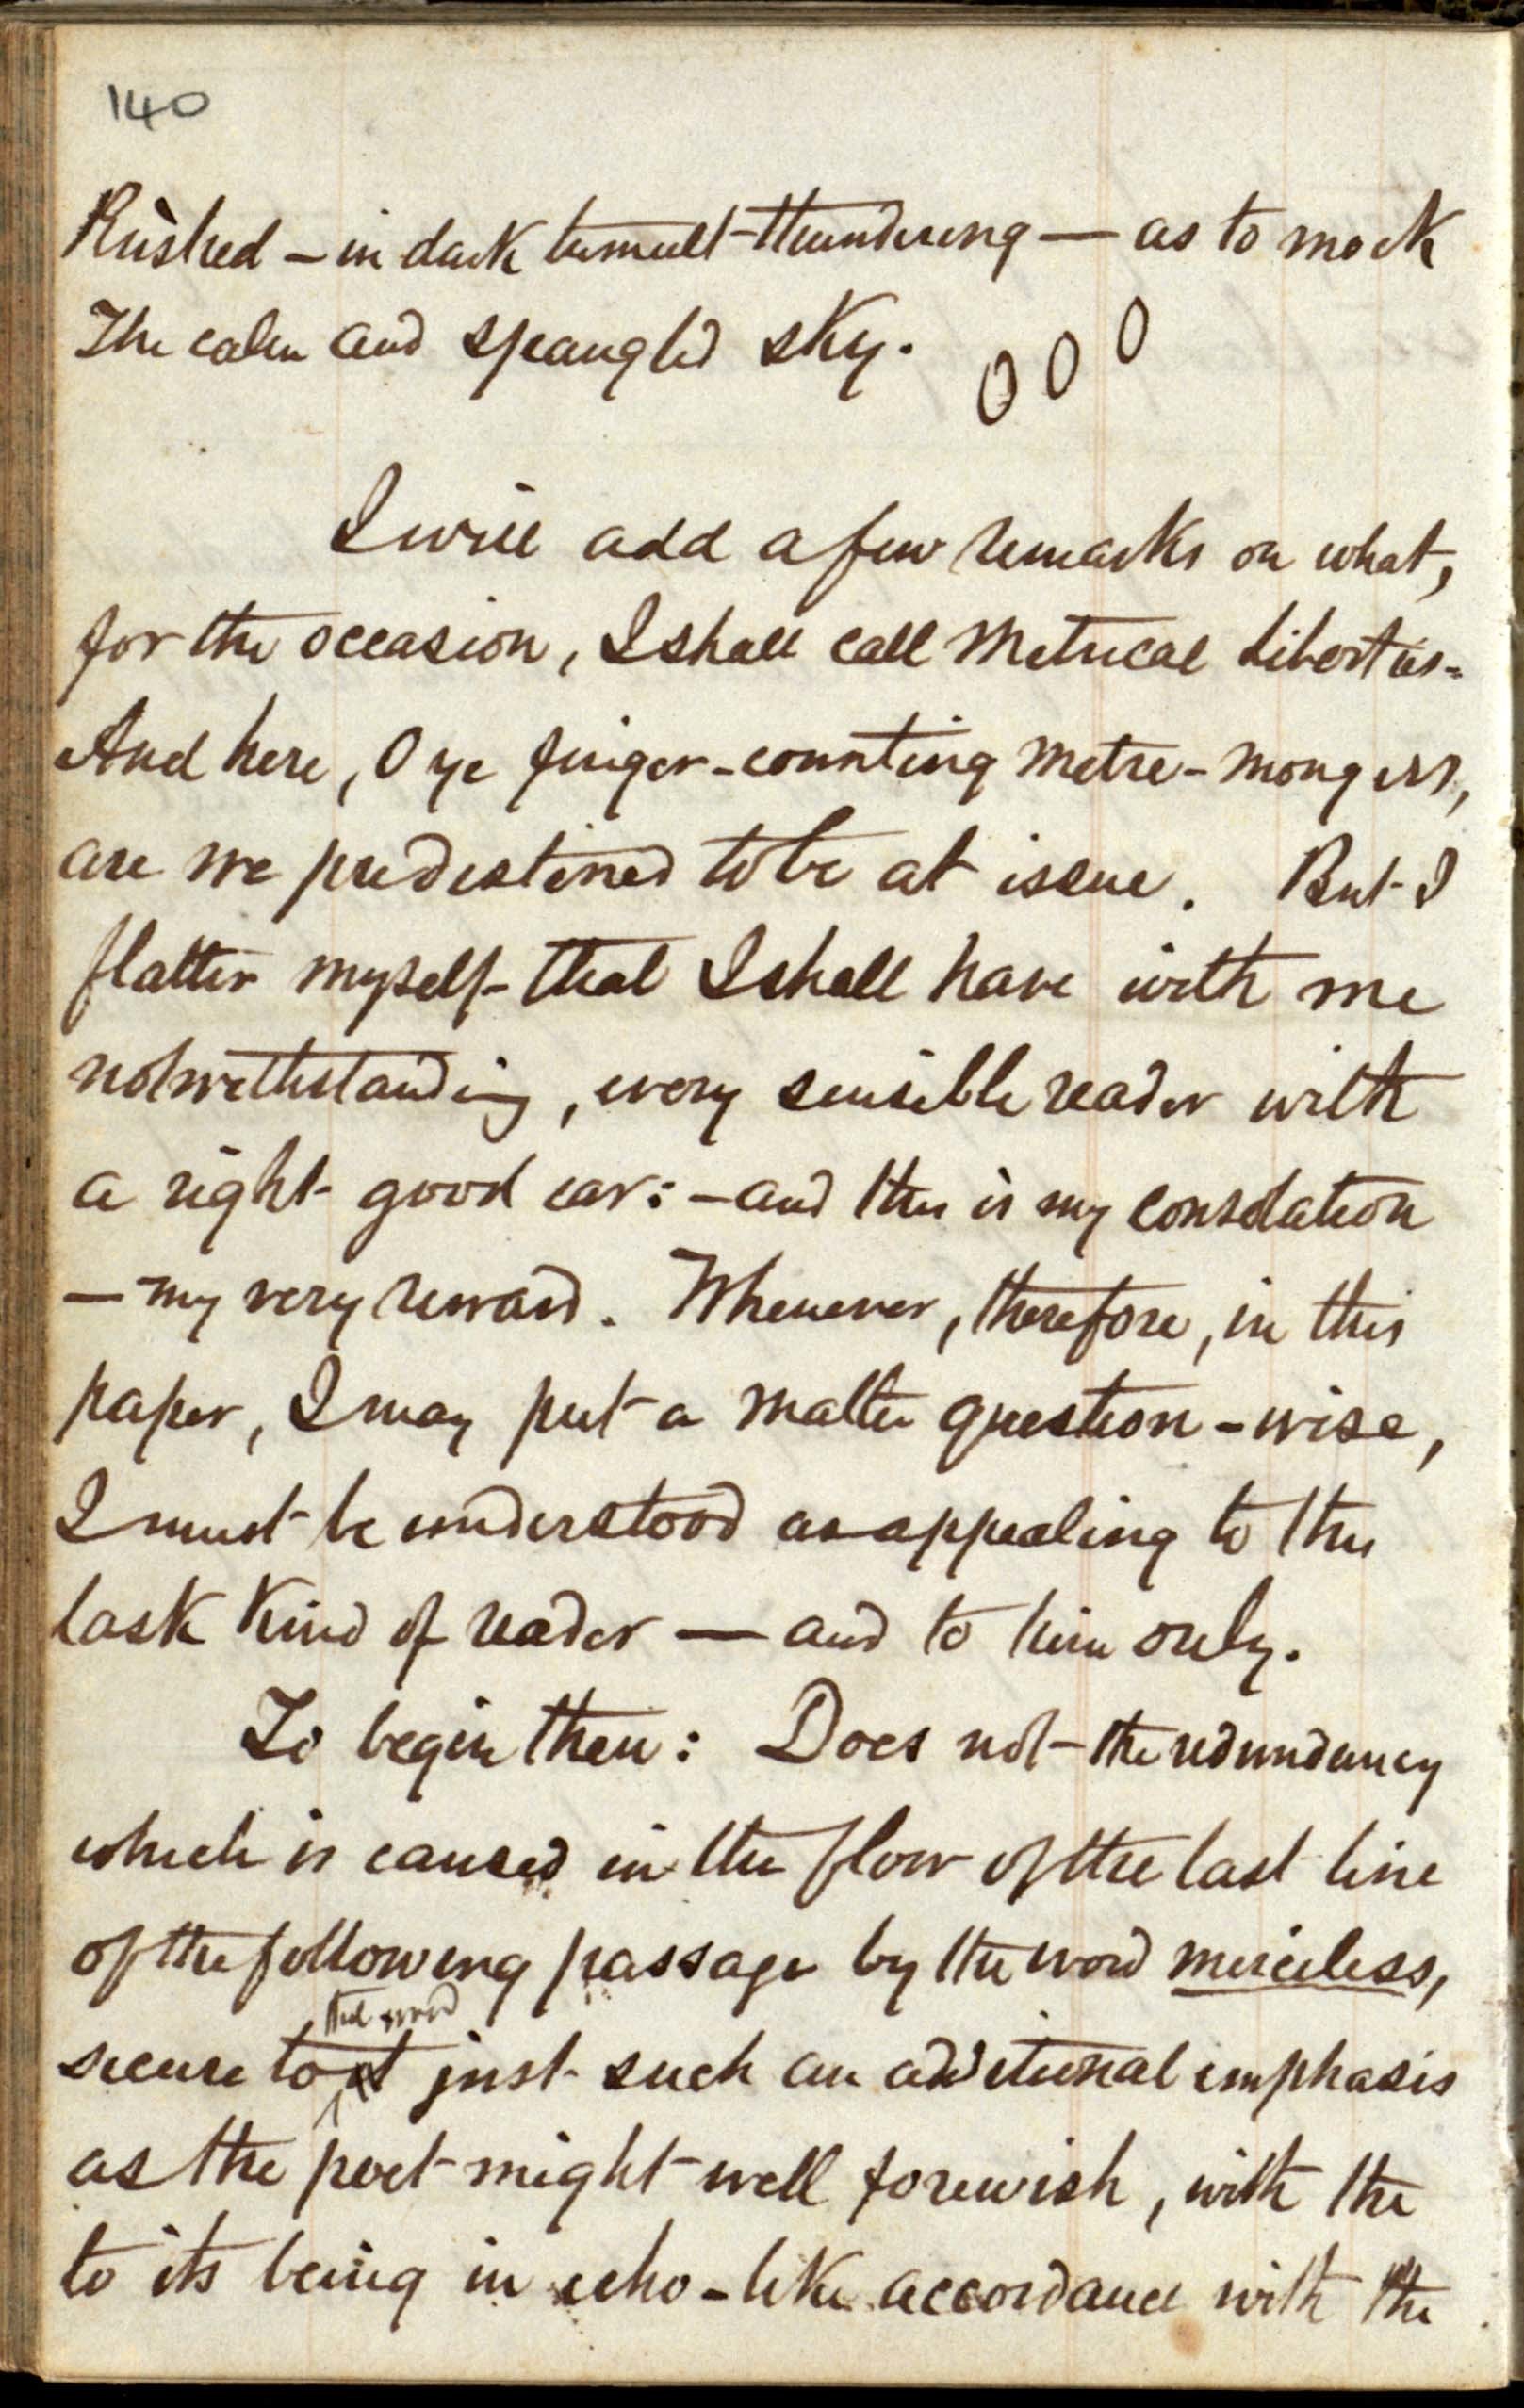 140
Rùshed – in dark tumult-thundering — as to mock
The calm and spangled sky. 0 0 0
I will add a few remarks on what,
for the occasion, I shall call Metrical Liberties.
And here, O ye finger-counting metre-mongers,
are we predestined to be at issue. But I
flatter myself that I shall have with me
notwithstanding, every sensible reader with
a right good ear: – and this is my consolation
— my very reward. Whenever, therefore, in this
paper, I may put a matter question-wise,
I must be understood as appealing to this
last kind of reader — and to him only.
To begin then: Does not the redundancy
which is caused in the flow of the last line
of the following passage by the word merciless,
that word
secure to it just such an additional emphasis
as the poet might well forewish, with the
to its being in echo-like accordance with the